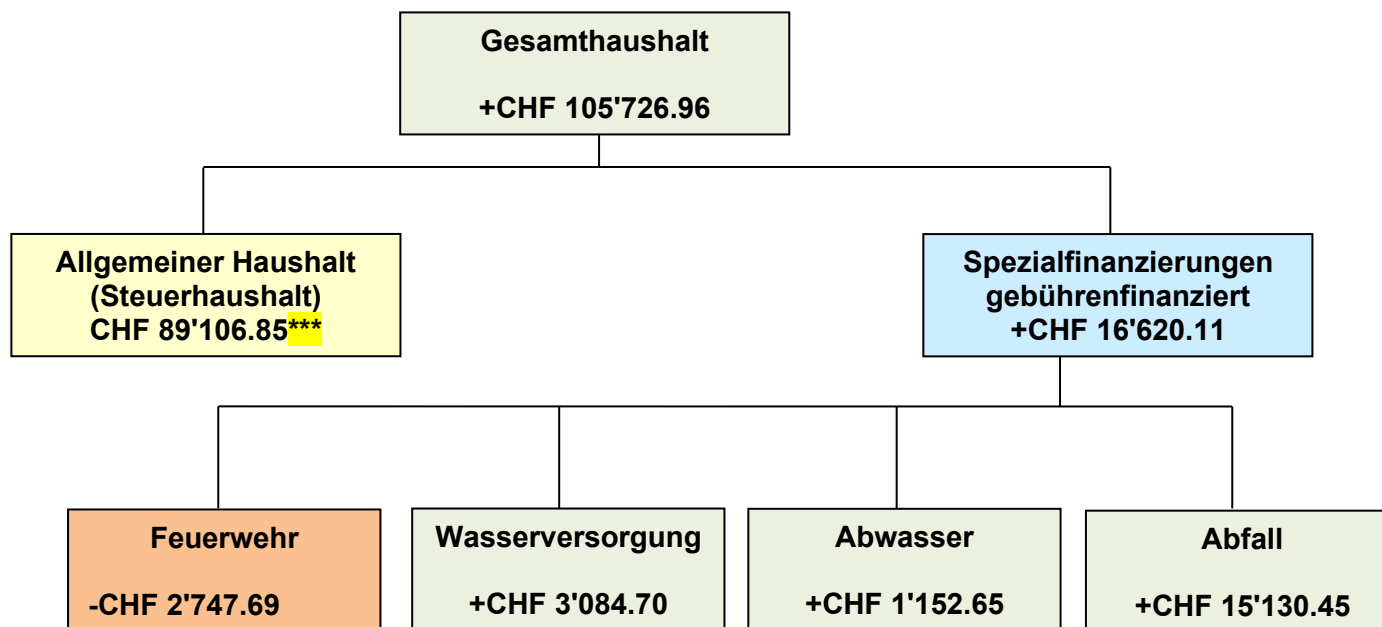 Gesamthaushalt
+CHF 105'726.96
Allgemeiner Haushalt
(Steuerhaushalt)
CHF 89'106.85***
Spezialfinanzierungen
gebührenfinanziert
+CHF 16'620.11
Feuerwehr
-CHF 2'747.69
Wasserversorgung
+CHF 3'084.70
Abwasser
+CHF 1'152.65
Abfall
+CHF 15'130.45